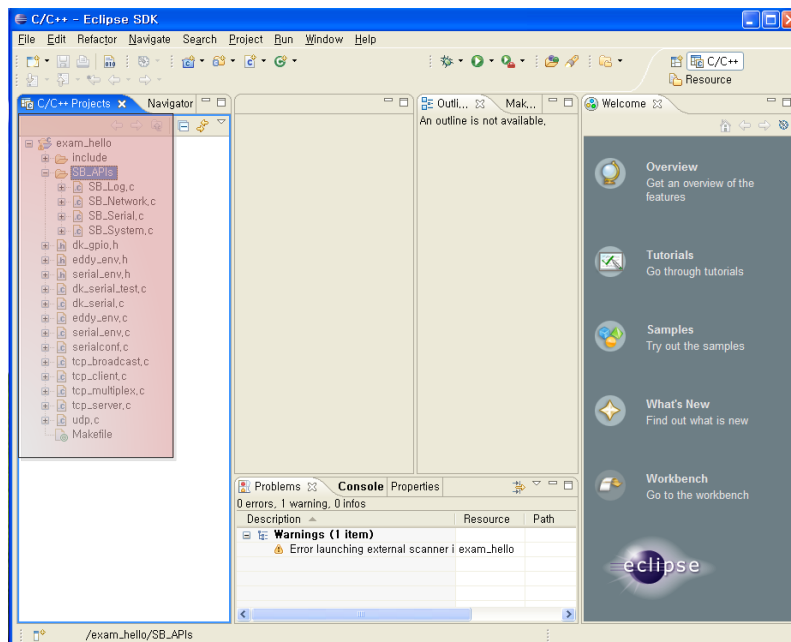 C/C++ - Eclipse SDK
File Edit Refactor Navigate Search Project Run Window Help
C/C++
Resource
C/C++ Projects Navigator
exam_hello
include
SB_APIs
SB_Log.c
SB_Network.c
SB_Serial.c
SB_System.c
dk_gpio.h
eddy_env.h
serial_env.h
dk_serial_test.c
dk_serial.c
eddy_env.c
serial_env.c
serialconf.c
tcp_broadcast.c
tcp_client.c
tcp_multiplex.c
tcp_server.c
udp.c
Makefile
Outli... Mak...
An outline is not available.
Welcome
Overview
Get an overview of the
features
Tutorials
Go through tutorials
Samples
Try out the samples
What's New
Find out what is new
Workbench
Go to the workbench
eclipse
Problems Console Properties
0 errors, 1 warning, 0 infos
Description Resource Path
Warnings (1 item)
Error launching external scanner i exam_hello
/exam_hello/SB_APIs